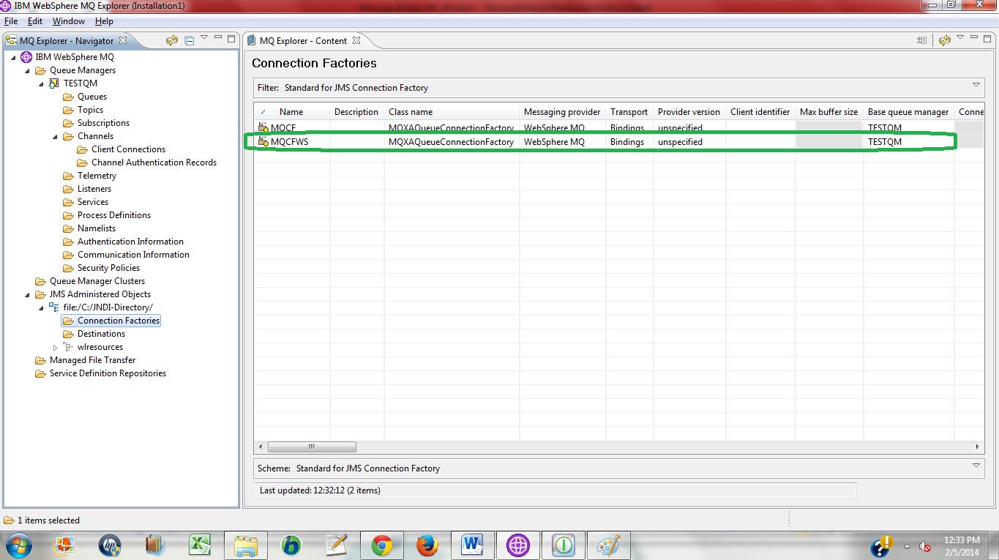 IBM WebSphere MQ Explorer (Installation1)
File Edit Window Help
MQ Explorer - Navigator
IBM WebSphere MQ
Queue Managers
TESTQM
Queues
Topics
Subscriptions
Channels
Client Connections
Channel Authentication Records
Telemetry
Listeners
Services
Process Definitions
Namelists
Authentication Information
Communication Information
Security Policies
Queue Manager Clusters
JMS Administered Objects
file:/C:/JNDI-Directory/
Connection Factories
Destinations
wlresources
Managed File Transfer
Service Definition Repositories
MQ Explorer - Content
Connection Factories
Filter: Standard for JMS Connection Factory
Name Description Class name Messaging provider Transport Provider version Client identifier Max buffer size Base queue manager Conne
MQCF MQXAQueueConnectionFactory WebSphere MQ Bindings unspecified TESTQM
MQCFWS MQXAQueueConnectionFactory WebSphere MQ Bindings unspecified TESTQM
Scheme: Standard for JMS Connection Factory
Last updated: 12:32:12 (2 items)
1 items selected
12:33 PM
2/5/2014